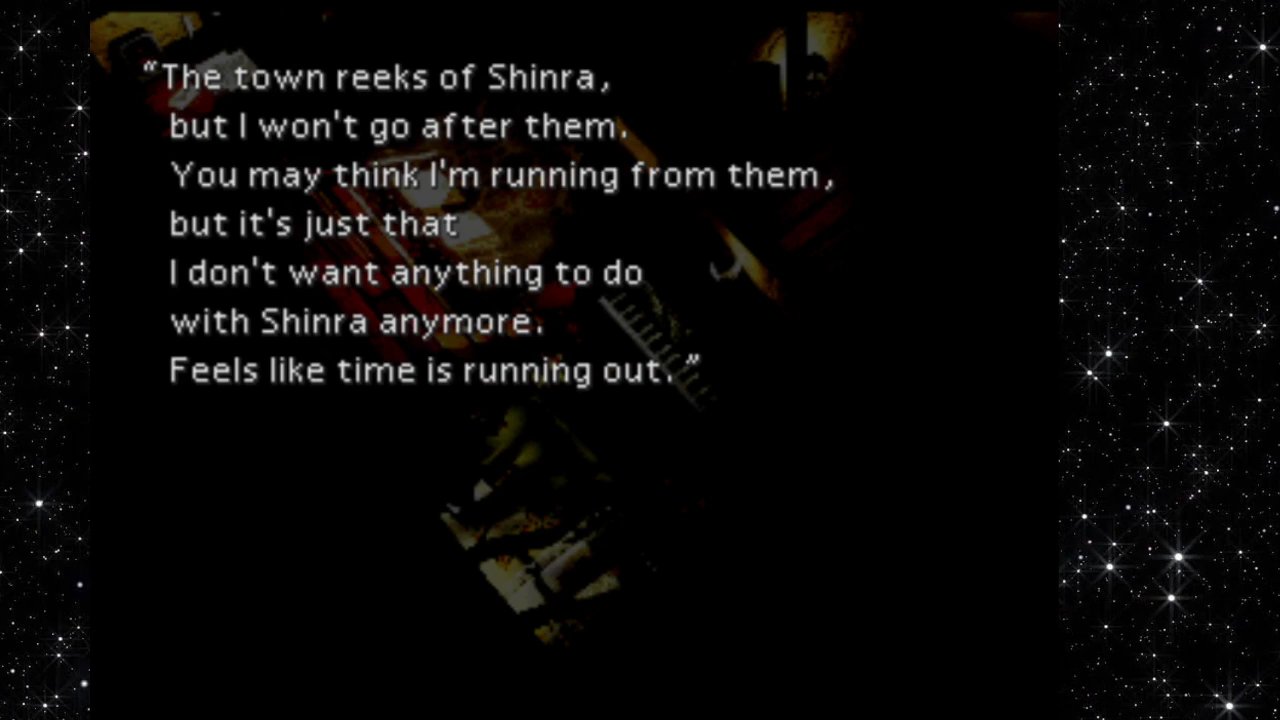 “The town reeks of Shinra,
but I won't go after them.
You may think I'm running from them,
but it's just that
I don't want anything to do
with Shinra anymore.
Feels like time is running out.”